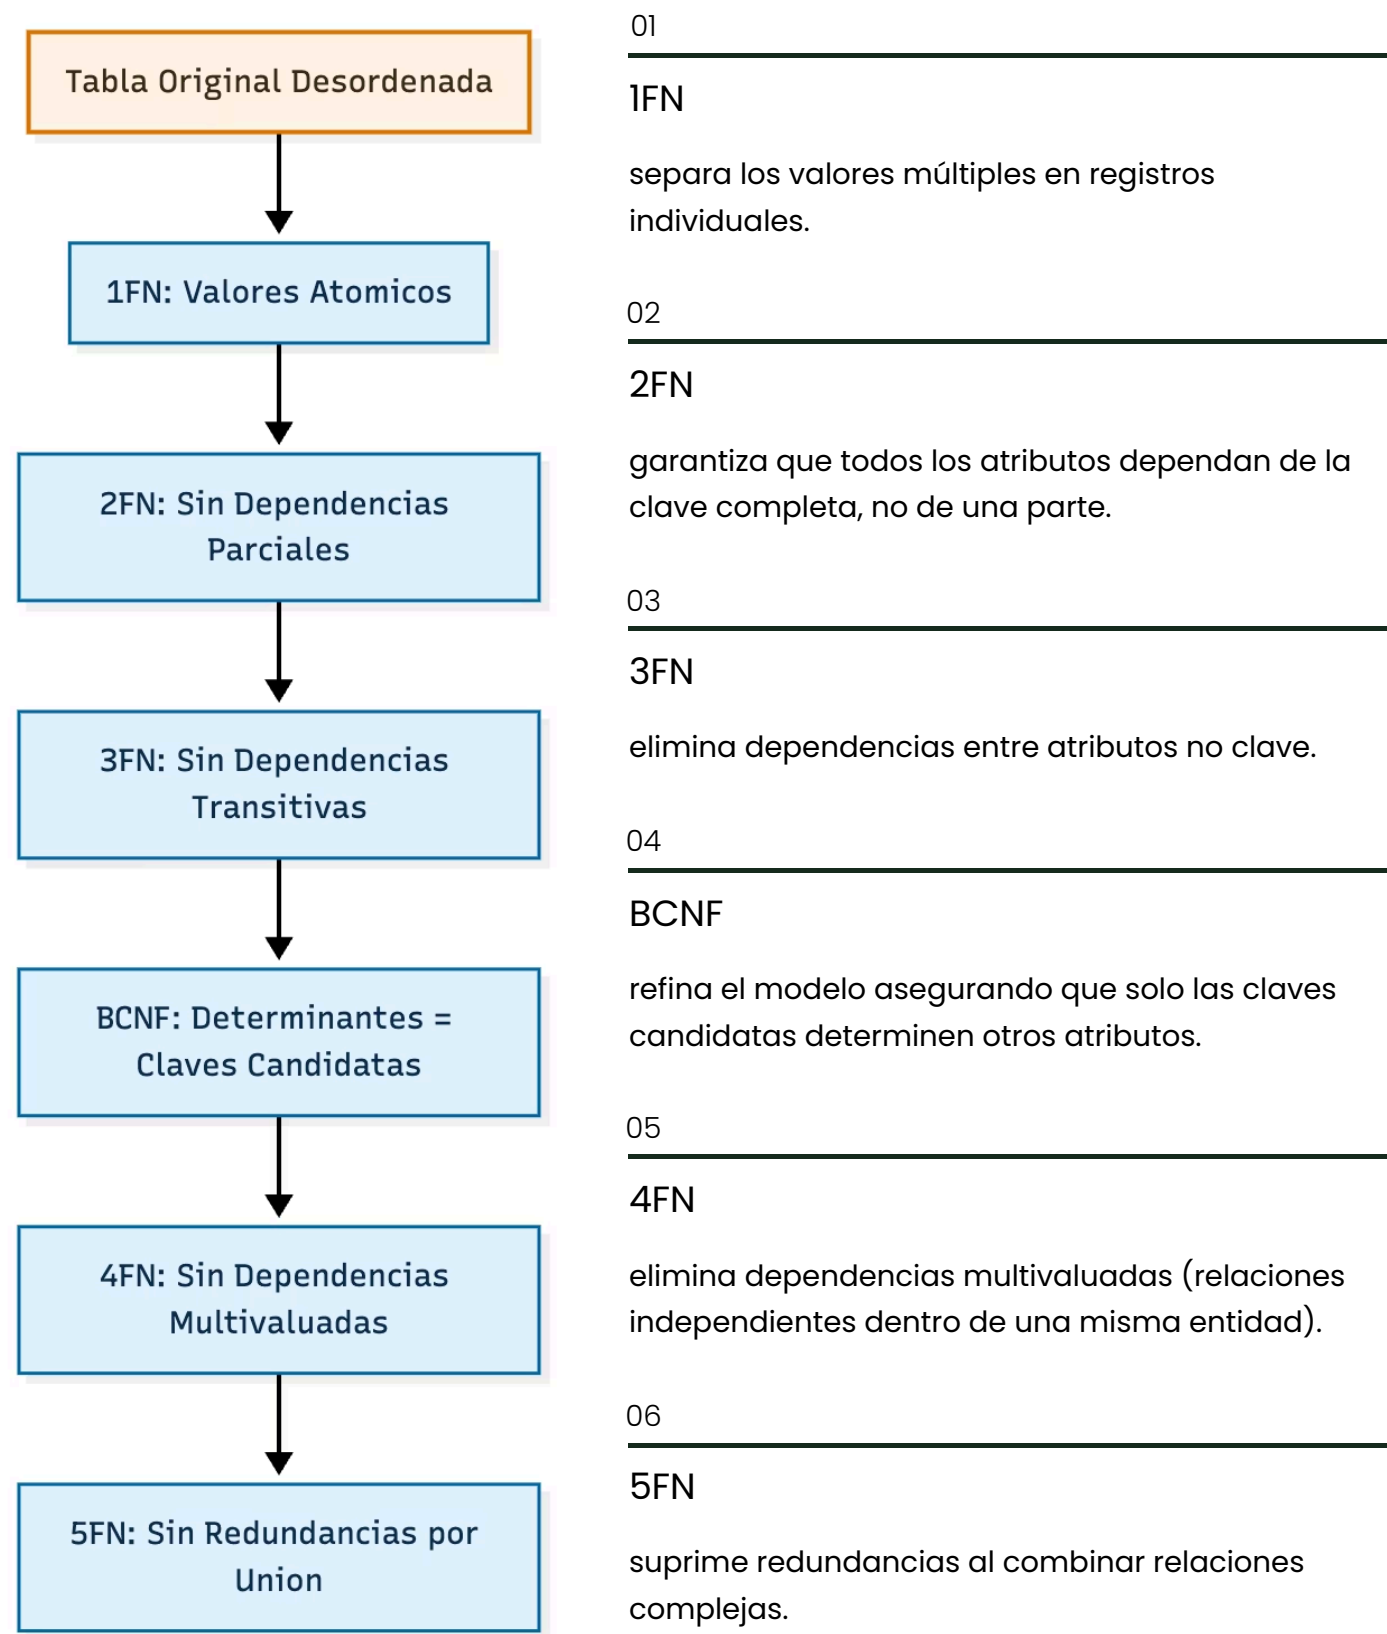 Tabla Original Desordenada
1FN: Valores Atomicos
2FN: Sin Dependencias
Parciales
3FN: Sin Dependencias
Transitivas
BCNF: Determinantes =
Claves Candidatas
4FN: Sin Dependencias
Multivaluadas
5FN: Sin Redundancias por
Union
01
1FN
separa los valores múltiples en registros
individuales.
02
2FN
garantiza que todos los atributos dependan de la
clave completa, no de una parte.
03
3FN
elimina dependencias entre atributos no clave.
04
BCNF
refina el modelo asegurando que solo las claves
candidatas determinen otros atributos.
05
4FN
elimina dependencias multivaluadas (relaciones
independientes dentro de una misma entidad).
06
5FN
suprime redundancias al combinar relaciones
complejas.